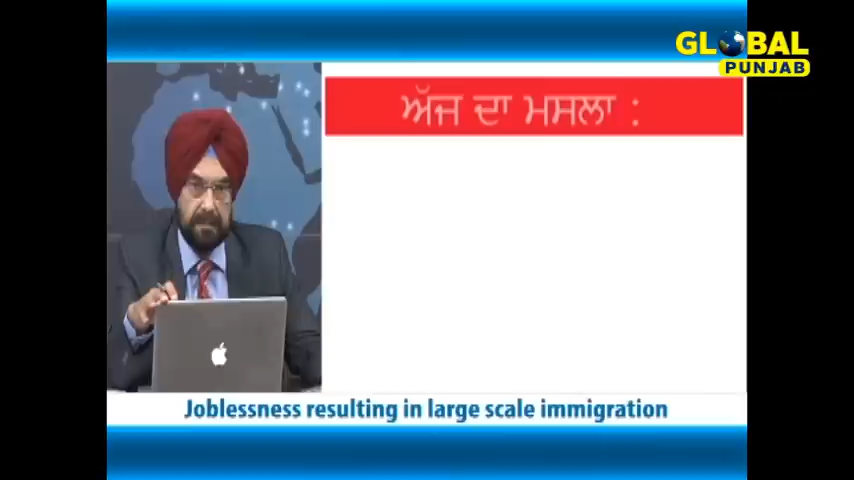 GLOBAL
PUNJAB
ਅੱਜ ਦਾ ਮਸਲਾ :
Joblessness resulting in large scale immigration